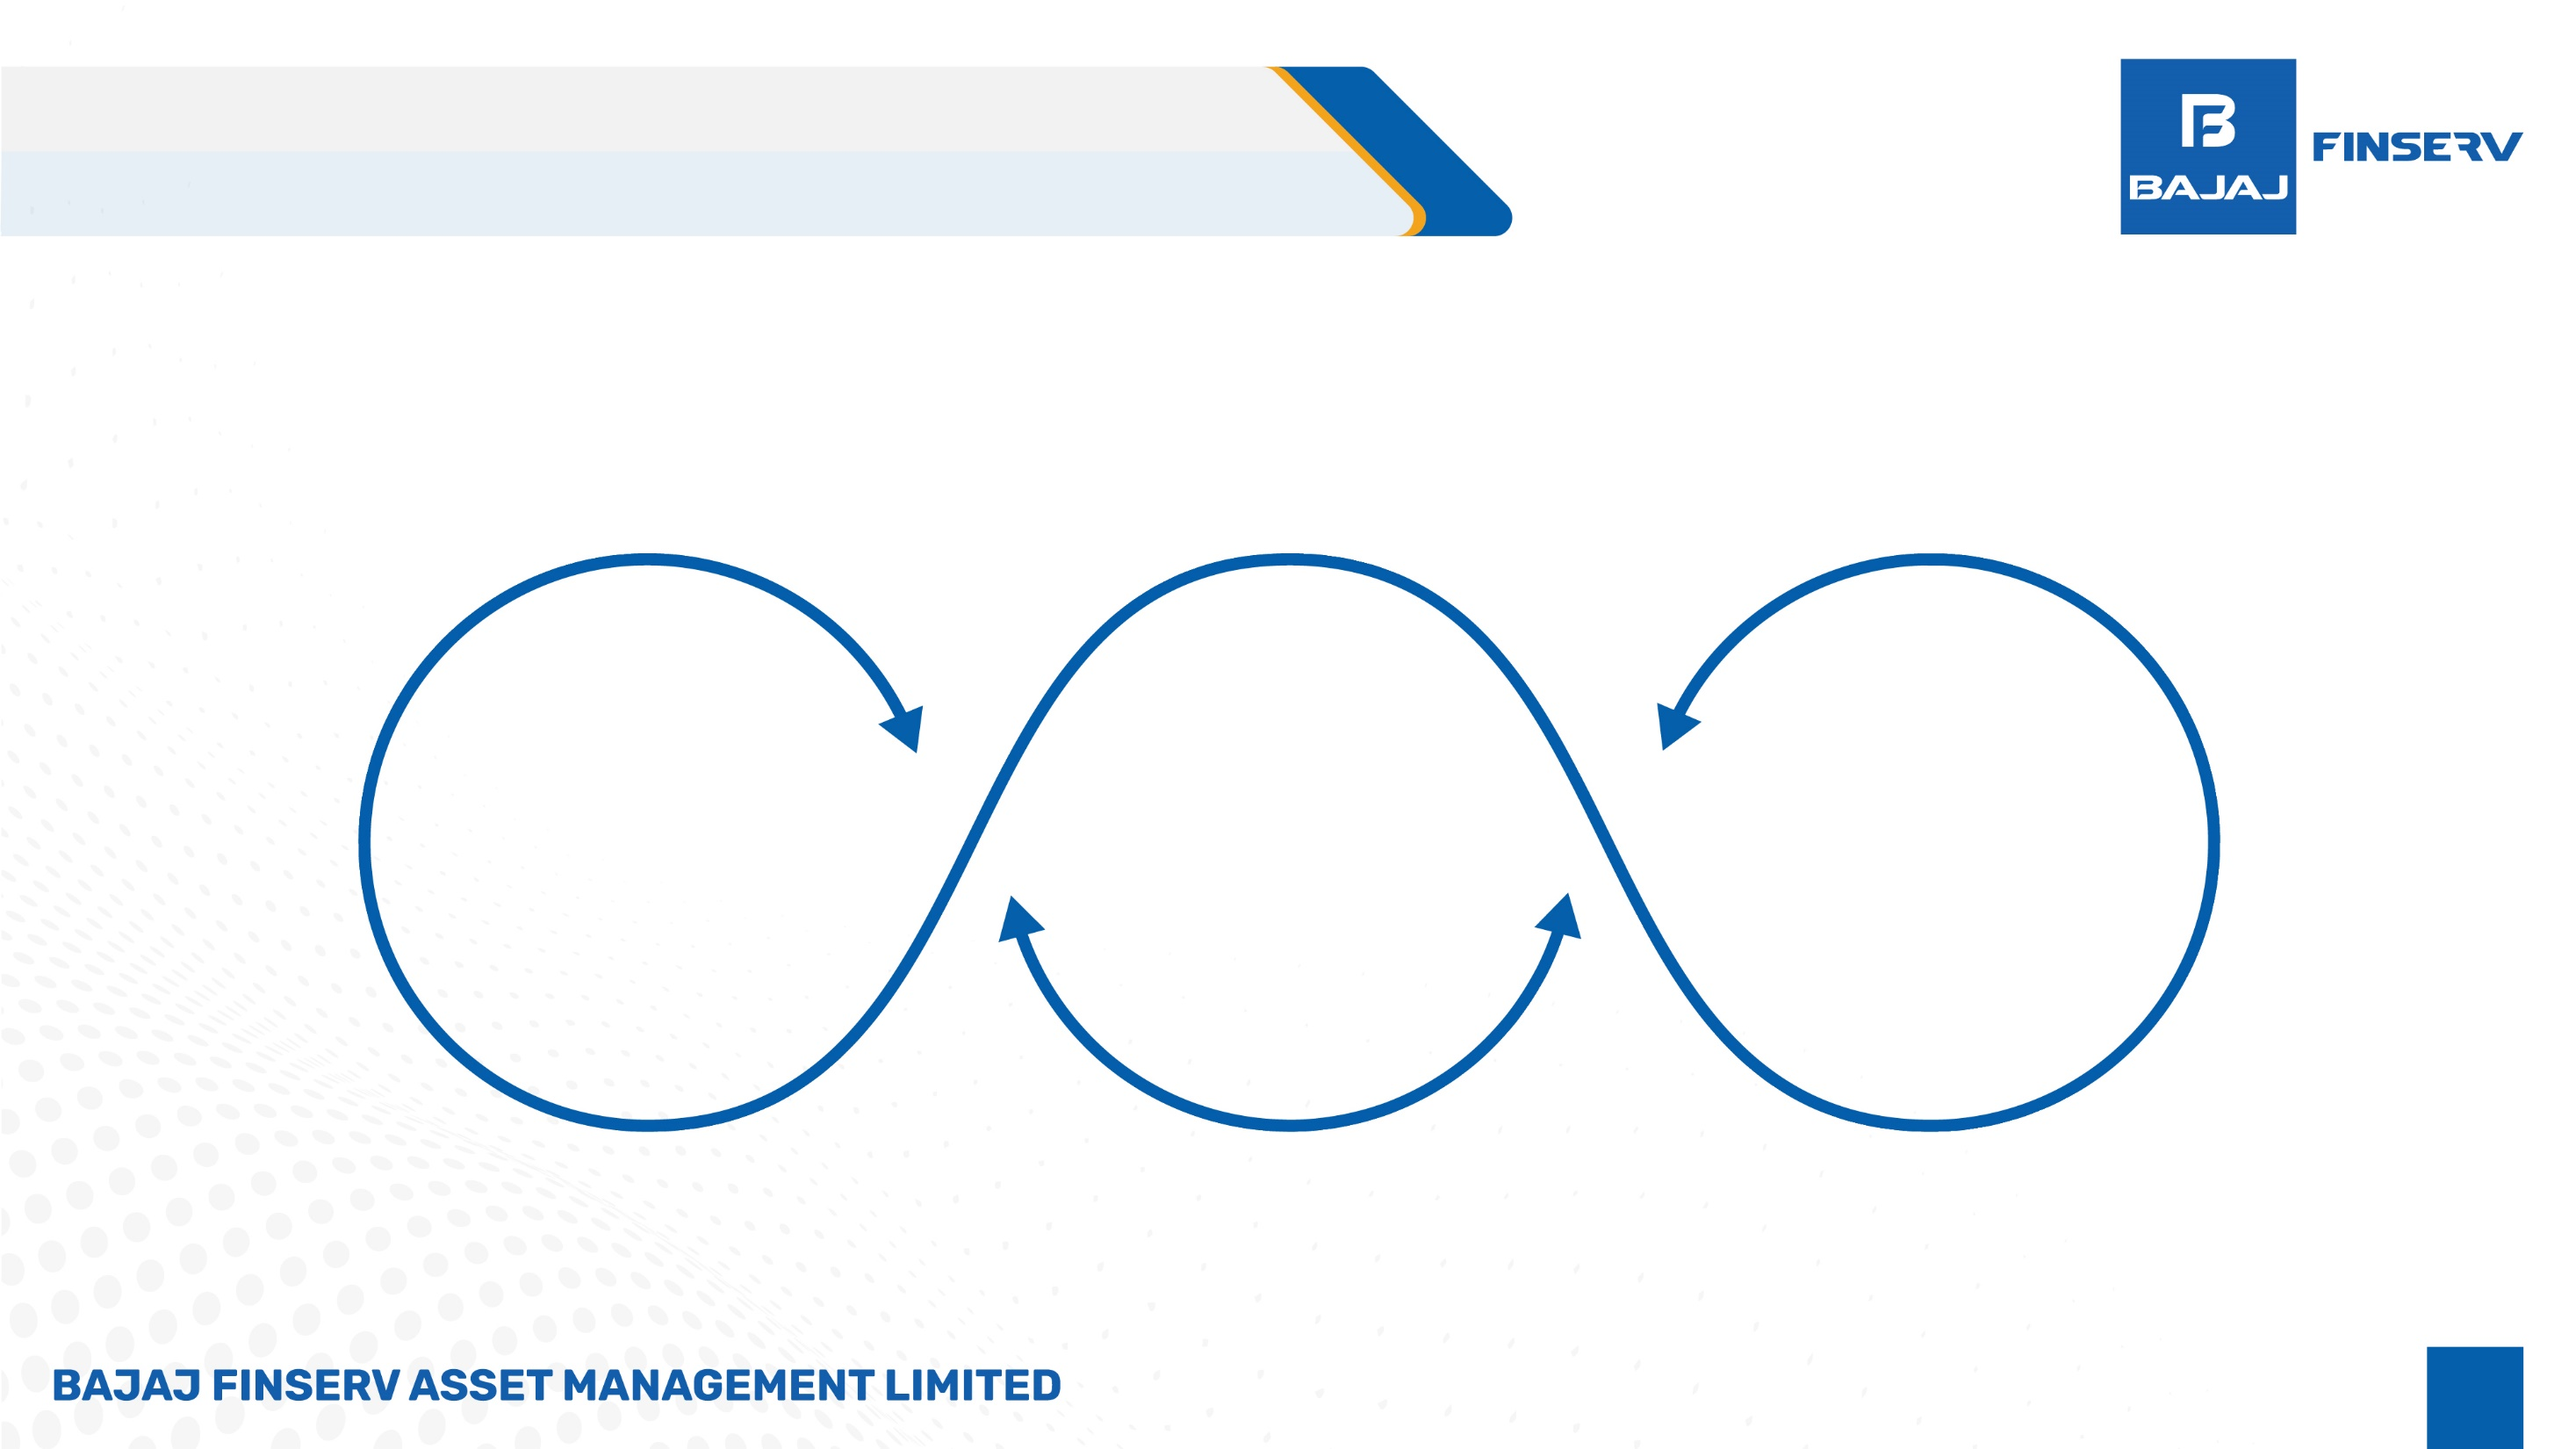 BAJAJ
FINSERV
BAJAJ FINSERV ASSET MANAGEMENT LIMITED